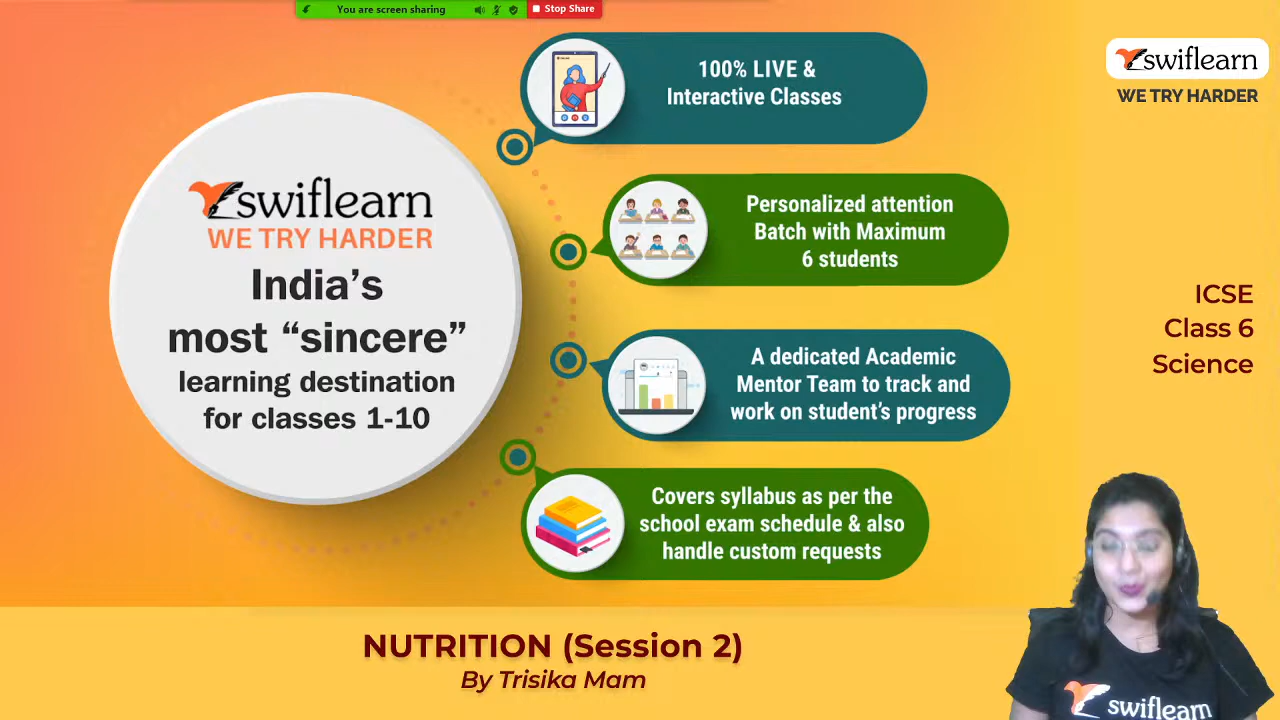 You are screen sharing
Stop Share
swiflearn
WE TRY HARDER
India's
most “sincere”
learning destination
for classes 1-10
100% LIVE &
Interactive Classes
Personalized attention
Batch with Maximum
6 students
A dedicated Academic
Mentor Team to track and
work on student's progress
Covers syllabus as per the
school exam schedule & also
handle custom requests
swiflearn
WE TRY HARDER
ICSE
Class 6
Science
NUTRITION (Session 2)
By Trisika Mam
swiflearn